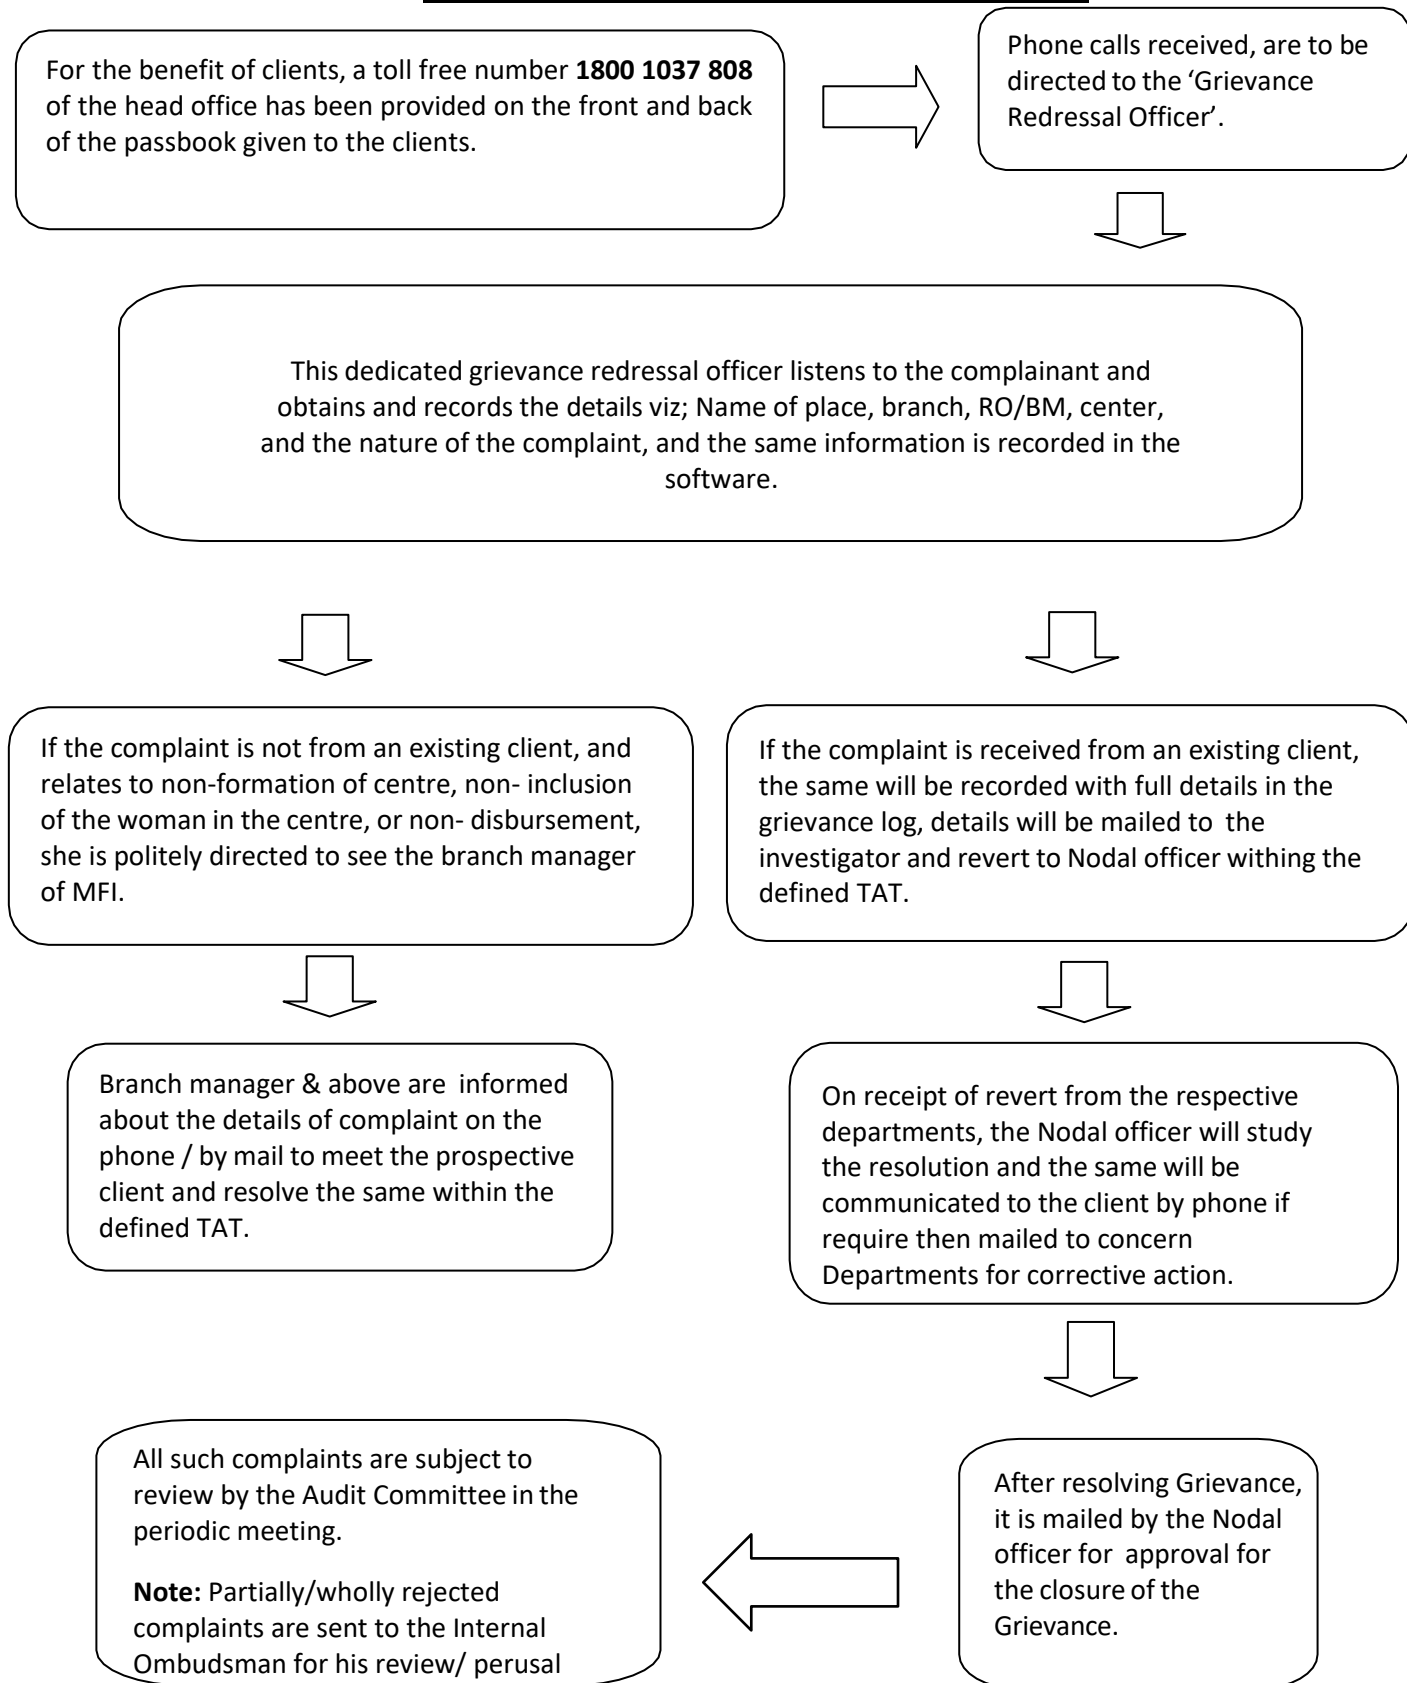 For the benefit of clients, a toll free number 1800 1037 808
of the head office has been provided on the front and back
of the passbook given to the clients.
Phone calls received, are to be
directed to the ‘Grievance
Redressal Officer’.
This dedicated grievance redressal officer listens to the complainant and
obtains and records the details viz; Name of place, branch, RO/BM, center,
and the nature of the complaint, and the same information is recorded in the
software.
If the complaint is not from an existing client, and
relates to non-formation of centre, non- inclusion
of the woman in the centre, or non- disbursement,
she is politely directed to see the branch manager
of MFI.
If the complaint is received from an existing client,
the same will be recorded with full details in the
grievance log, details will be mailed to the
investigator and revert to Nodal officer withing the
defined TAT.
Branch manager & above are informed
about the details of complaint on the
phone / by mail to meet the prospective
client and resolve the same within the
defined TAT.
On receipt of revert from the respective
departments, the Nodal officer will study
the resolution and the same will be
communicated to the client by phone if
require then mailed to concern
Departments for corrective action.
After resolving Grievance,
it is mailed by the Nodal
officer for approval for
the closure of the
Grievance.
All such complaints are subject to
review by the Audit Committee in the
periodic meeting.
Note: Partially/wholly rejected
complaints are sent to the Internal
Ombudsman for his review/ perusal